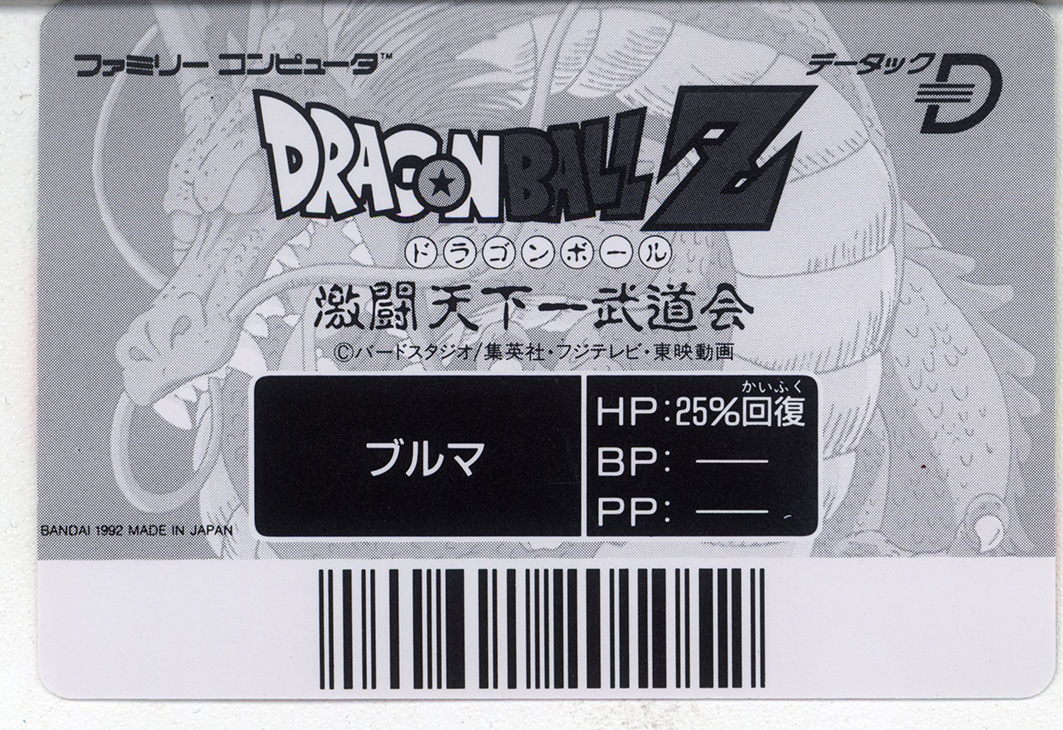 ファミリー コンピュータ™
データック D
DRAGON BALL Z
ドラゴンボール
激闘天下一武道会
©バードスタジオ/集英社・フジテレビ・東映動画
ブルマ
かいふく
HP:25%回復
BP: ——
PP: ——
BANDAI 1992 MADE IN JAPAN